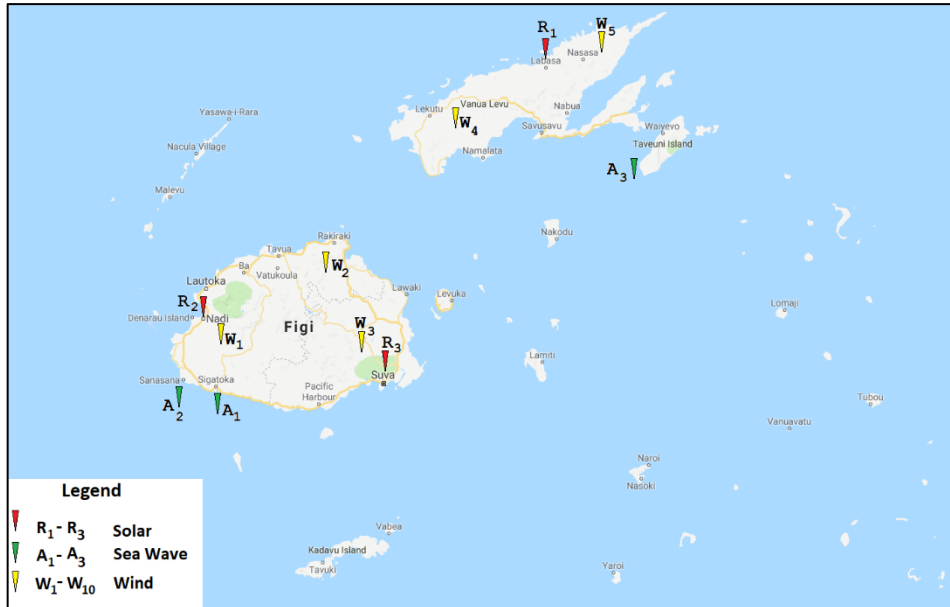 R1
W5
Nasasa
Labasa
Yasawa-i-Rara
Lekutu
Vanua Levu
W4
Nabua
Savusavu
Waiyevo
Nacula Village
Namalata
Taveuni Island
A3
Malevu
Nakodu
Rakiraki
Tavua
W2
Ba
Vatukoula
Lautoka
Lawaki
Levuka
R2
Lomaji
Denarau Island
Nadi
Figi
W3
W1
R3
Lamiti
Sanasana
Sigatoka
Suva
Pacific
Harbour
A2
A1
Tubou
Vanuavatu
Naroi
Nasoki
Legend
R1 - R3 Solar
A1 - A3 Sea Wave
W1 - W10 Wind
Vabea
Kadavu Island
Tavuki
Yaroi